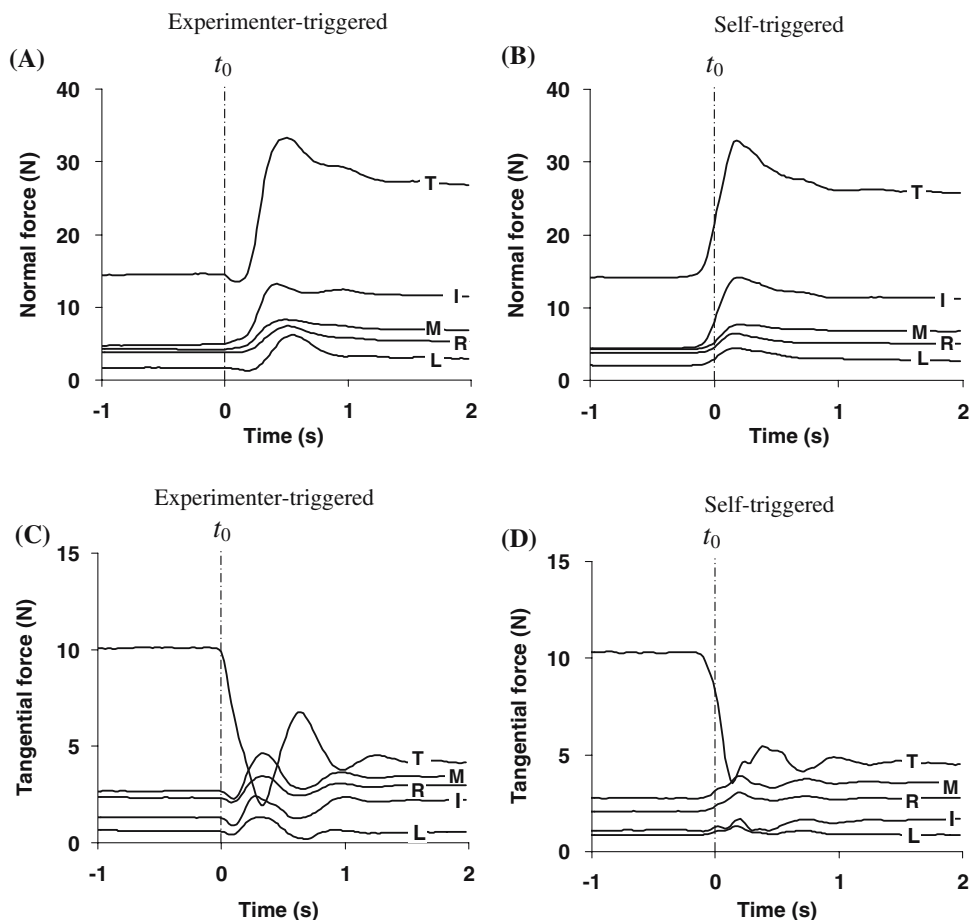 Experimenter-triggered
Self-triggered
(A)
(B)
t0
t0
Normal force (N)
40
30
20
10
0
T
I
M
R
L
-1
0
1
2
Time (s)
Normal force (N)
40
30
20
10
0
T
I
M
R
L
-1
0
1
2
Time (s)
Experimenter-triggered
Self-triggered
(C)
(D)
t0
t0
Tangential force (N)
15
10
5
0
T
M
R
I
L
-1
0
1
2
Time (s)
Tangential force (N)
15
10
5
0
T
M
R
I
L
-1
0
1
2
Time (s)